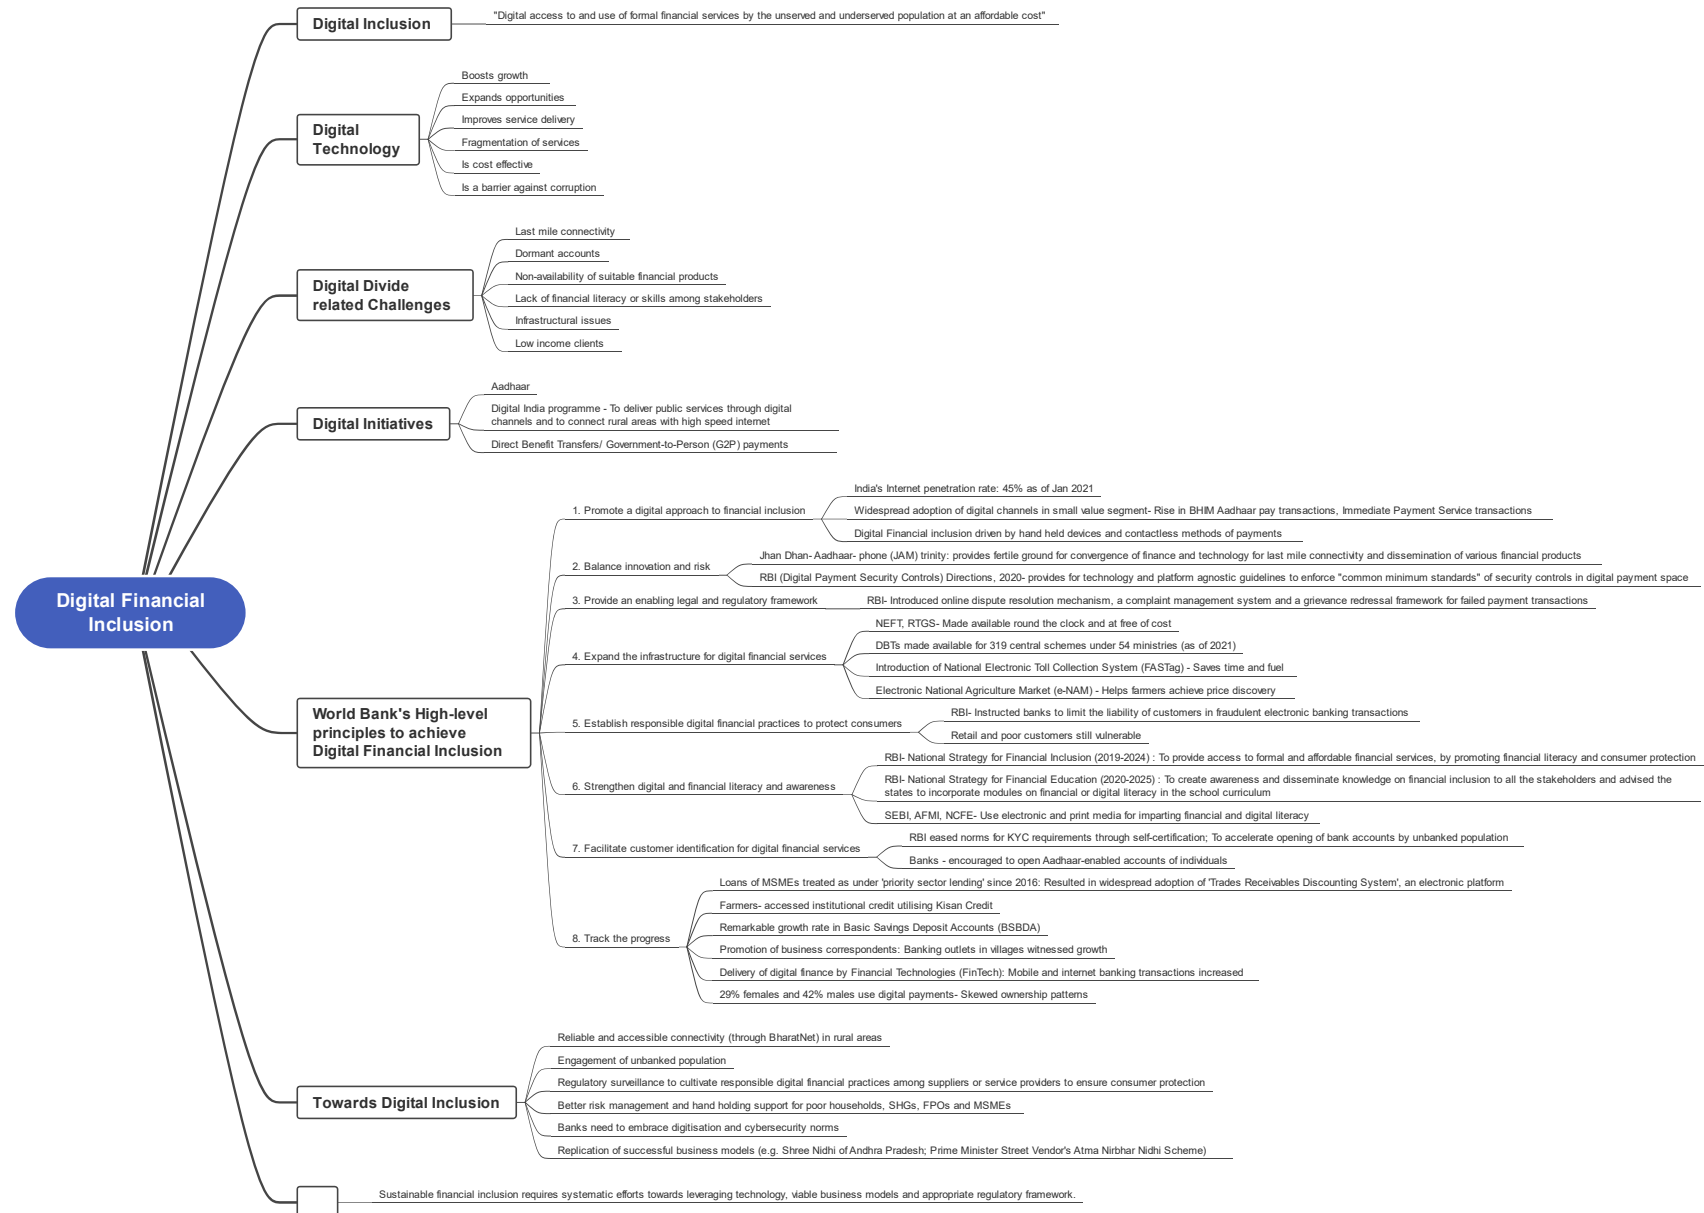 Digital Inclusion
"Digital access to and use of formal financial services by the unserved and underserved population at an affordable cost"
Digital
Technology
Boosts growth
Expands opportunities
Improves service delivery
Fragmentation of services
Is cost effective
Is a barrier against corruption
Digital Divide
related Challenges
Last mile connectivity
Dormant accounts
Non-availability of suitable financial products
Lack of financial literacy or skills among stakeholders
Infrastructural issues
Low income clients
Digital Initiatives
Aadhaar
Digital India programme - To deliver public services through digital
channels and to connect rural areas with high speed internet
Direct Benefit Transfers/ Government-to-Person (G2P) payments
Digital Financial
Inclusion
World Bank's High-level
principles to achieve
Digital Financial Inclusion
1. Promote a digital approach to financial inclusion
India's Internet penetration rate: 45% as of Jan 2021
Widespread adoption of digital channels in small value segment- Rise in BHIM Aadhaar pay transactions, Immediate Payment Service transactions
Digital Financial inclusion driven by hand held devices and contactless methods of payments
2. Balance innovation and risk
Jhan Dhan- Aadhaar- phone (JAM) trinity: provides fertile ground for convergence of finance and technology for last mile connectivity and dissemination of various financial products
RBI (Digital Payment Security Controls) Directions, 2020- provides for technology and platform agnostic guidelines to enforce "common minimum standards" of security controls in digital payment space
3. Provide an enabling legal and regulatory framework
RBI- Introduced online dispute resolution mechanism, a complaint management system and a grievance redressal framework for failed payment transactions
4. Expand the infrastructure for digital financial services
NEFT, RTGS- Made available round the clock and at free of cost
DBTs made available for 319 central schemes under 54 ministries (as of 2021)
Introduction of National Electronic Toll Collection System (FASTag) - Saves time and fuel
Electronic National Agriculture Market (e-NAM) - Helps farmers achieve price discovery
5. Establish responsible digital financial practices to protect consumers
RBI- Instructed banks to limit the liability of customers in fraudulent electronic banking transactions
Retail and poor customers still vulnerable
6. Strengthen digital and financial literacy and awareness
RBI- National Strategy for Financial Inclusion (2019-2024) : To provide access to formal and affordable financial services, by promoting financial literacy and consumer protection
RBI- National Strategy for Financial Education (2020-2025) : To create awareness and disseminate knowledge on financial inclusion to all the stakeholders and advised the
states to incorporate modules on financial or digital literacy in the school curriculum
SEBI, AFMI, NCFE- Use electronic and print media for imparting financial and digital literacy
7. Facilitate customer identification for digital financial services
RBI eased norms for KYC requirements through self-certification; To accelerate opening of bank accounts by unbanked population
Banks - encouraged to open Aadhaar-enabled accounts of individuals
8. Track the progress
Loans of MSMEs treated as under 'priority sector lending' since 2016: Resulted in widespread adoption of 'Trades Receivables Discounting System', an electronic platform
Farmers- accessed institutional credit utilising Kisan Credit
Remarkable growth rate in Basic Savings Deposit Accounts (BSBDA)
Promotion of business correspondents: Banking outlets in villages witnessed growth
Delivery of digital finance by Financial Technologies (FinTech): Mobile and internet banking transactions increased
29% females and 42% males use digital payments- Skewed ownership patterns
Towards Digital Inclusion
Reliable and accessible connectivity (through BharatNet) in rural areas
Engagement of unbanked population
Regulatory surveillance to cultivate responsible digital financial practices among suppliers or service providers to ensure consumer protection
Better risk management and hand holding support for poor households, SHGs, FPOs and MSMEs
Banks need to embrace digitisation and cybersecurity norms
Replication of successful business models (e.g. Shree Nidhi of Andhra Pradesh; Prime Minister Street Vendor's Atma Nirbhar Nidhi Scheme)
Sustainable financial inclusion requires systematic efforts towards leveraging technology, viable business models and appropriate regulatory framework.